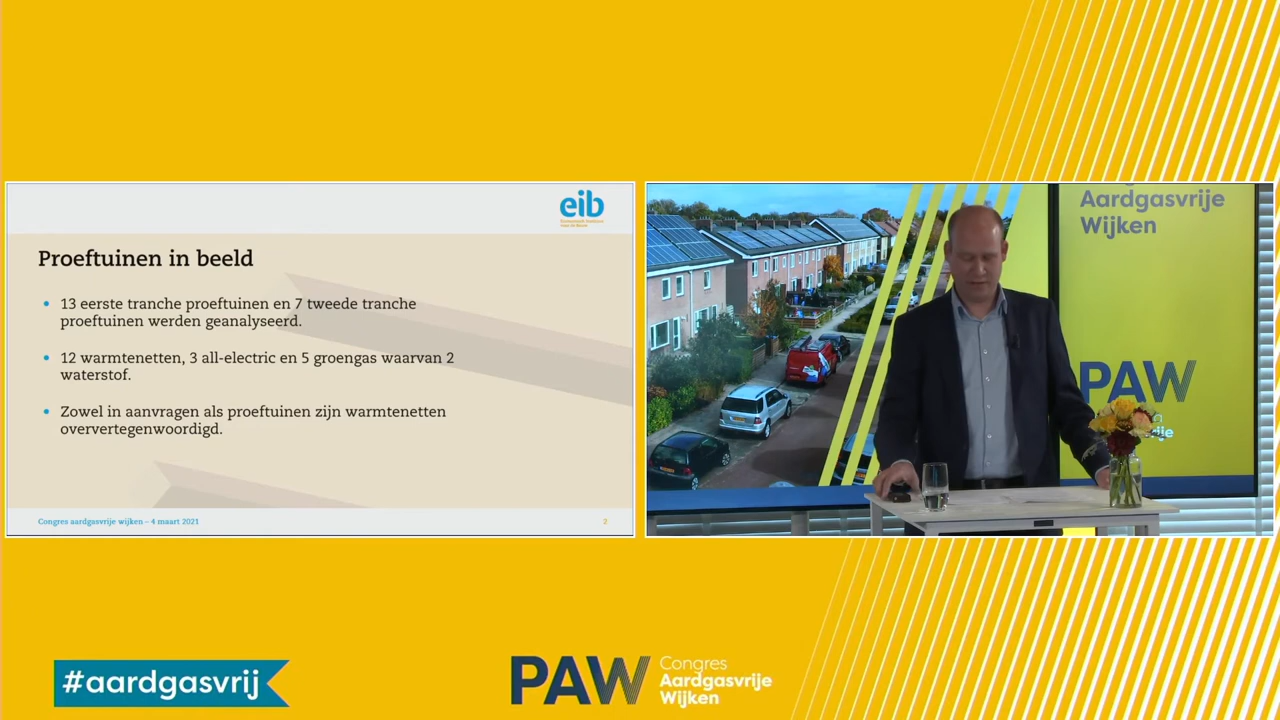 eib
Proeftuinen in beeld
13 eerste tranche proeftuinen en 7 tweede tranche
proeftuinen werden geanalyseerd.
12 warmtenetten, 3 all-electric en 5 groengas waarvan 2
waterstof.
Zowel in aanvragen als proeftuinen zijn warmtenetten
oververtegenwoordigd.
Congres aardgasvrije wijken – 4 maart 2021
2
Aardgasvrije
Wijken
PAW
#aardgasvrij
PAW
Congres
Aardgasvrije
Wijken